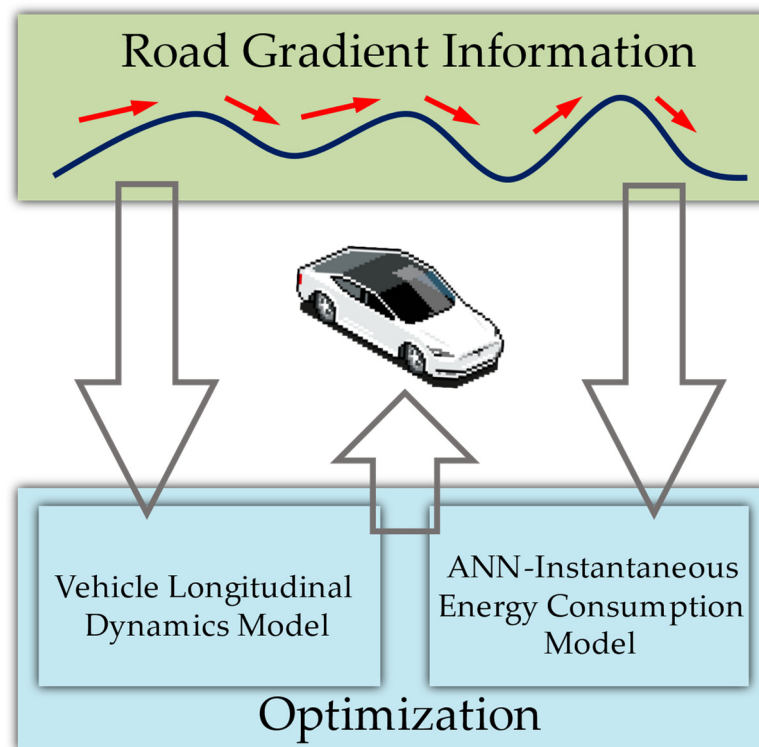 Road Gradient Information
Vehicle Longitudinal
Dynamics Model
ANN-Instantaneous
Energy Consumption
Model
Optimization